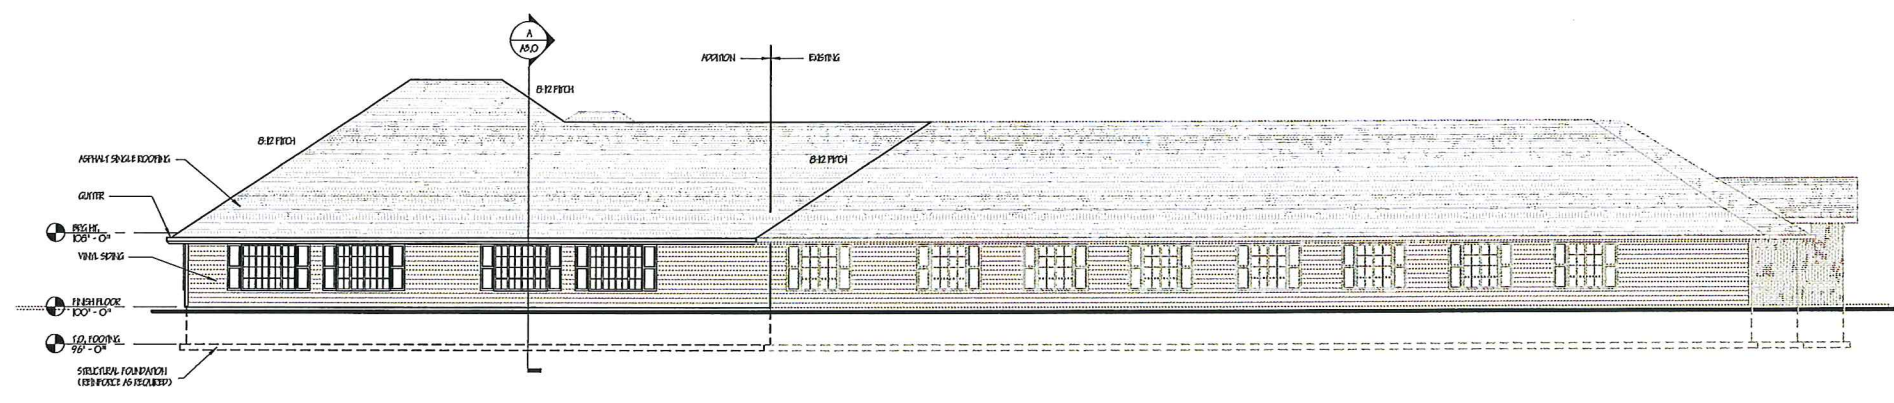 A
A3.0
ADDITION
EXISTING
8:12 PITCH
8:12 PITCH
8:12 PITCH
ASPHALT SINGLE ROOFING
GUTTER
BRG HT.
108' - 0"
VINYL SIDING
FINISH FLOOR
100' - 0"
T.O. FOOTING
96' - 0"
STRUCTURAL FOUNDATION
(REINFORCE AS REQUIRED)